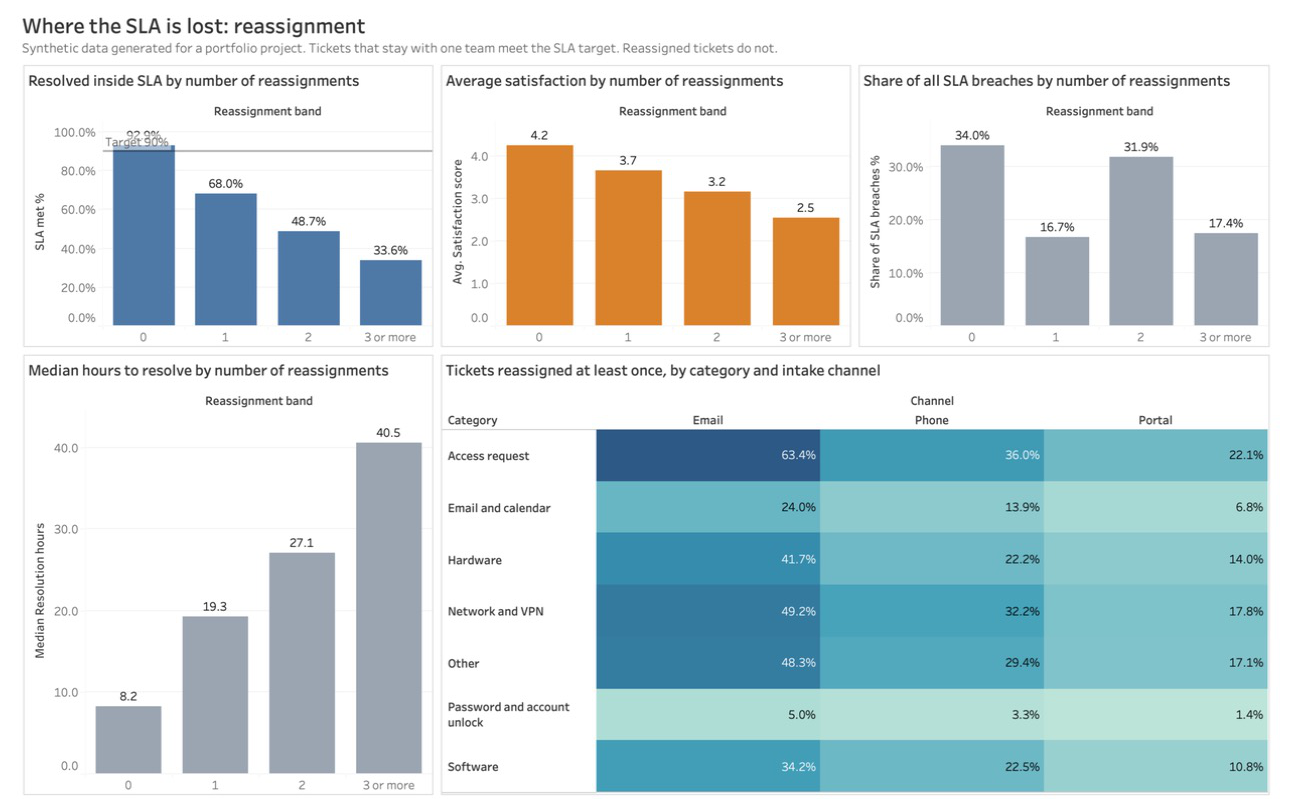 Where the SLA is lost: reassignment
Synthetic data generated for a portfolio project. Tickets that stay with one team meet the SLA target. Reassigned tickets do not.
Resolved inside SLA by number of reassignments
Reassignment band
SLA met %
100.0%
80.0%
60.0%
40.0%
20.0%
0.0%
92.9%
Target 90%
68.0%
48.7%
33.6%
0
1
2
3 or more
Average satisfaction by number of reassignments
Reassignment band
Avg. Satisfaction score
4.0
3.0
2.0
1.0
0.0
4.2
3.7
3.2
2.5
0
1
2
3 or more
Share of all SLA breaches by number of reassignments
Reassignment band
Share of SLA breaches %
30.0%
20.0%
10.0%
0.0%
34.0%
16.7%
31.9%
17.4%
0
1
2
3 or more
Median hours to resolve by number of reassignments
Reassignment band
Median Resolution hours
40.0
30.0
20.0
10.0
0.0
8.2
19.3
27.1
40.5
0
1
2
3 or more
Tickets reassigned at least once, by category and intake channel
Channel
Category Email Phone Portal
Access request 63.4% 36.0% 22.1%
Email and calendar 24.0% 13.9% 6.8%
Hardware 41.7% 22.2% 14.0%
Network and VPN 49.2% 32.2% 17.8%
Other 48.3% 29.4% 17.1%
Password and account
unlock 5.0% 3.3% 1.4%
Software 34.2% 22.5% 10.8%